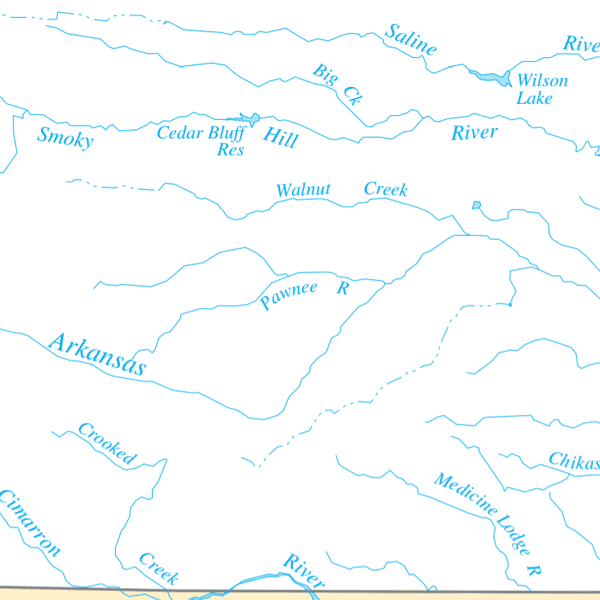 Saline
Rive
Big Ck
Wilson
Lake
Smoky
Cedar Bluff
Res
Hill
River
Walnut Creek
Pawnee R
Arkansas
Crooked
Chikas
Medicine Lodge R
Cimarron
Creek
River